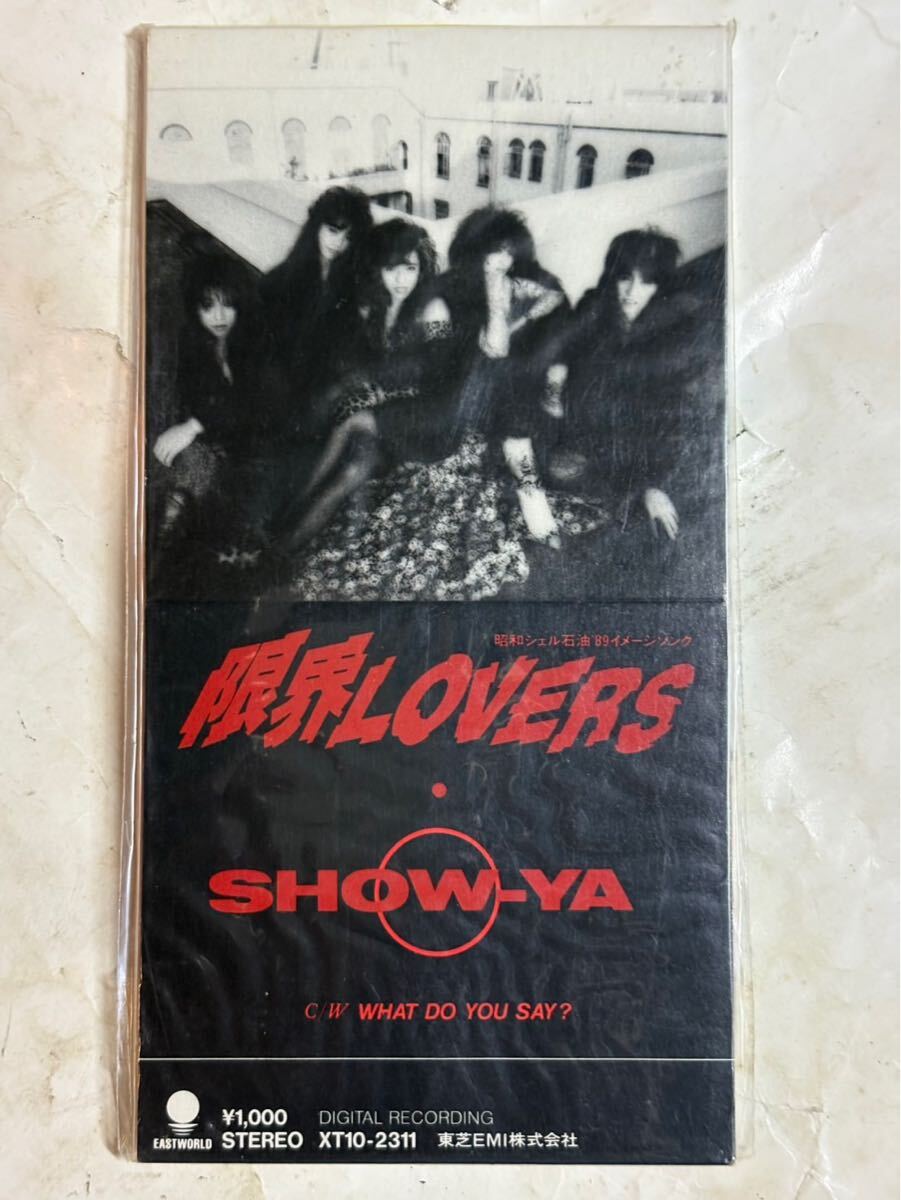 昭和シェル石油'89イメージソング
限界LOVERS
SHOW-YA
C/W WHAT DO YOU SAY?
¥1,000 DIGITAL RECORDING
EASTWORLD STEREO XT10-2311 東芝EMI株式会社